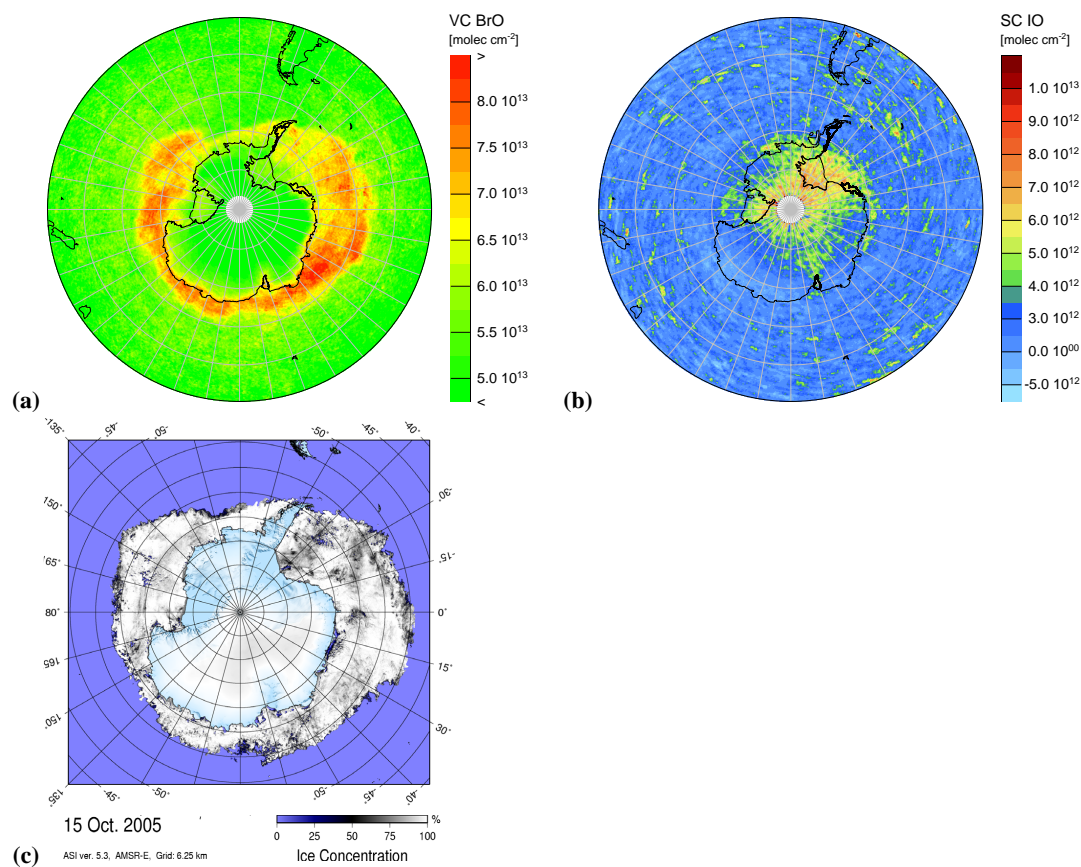 VC BrO
[molec cm-2]
>
8.0 10¹³
7.5 10¹³
7.0 10¹³
6.5 10¹³
6.0 10¹³
5.5 10¹³
5.0 10¹³
<
(a)
SC IO
[molec cm-2]
1.0 10¹³
9.0 10¹²
8.0 10¹²
7.0 10¹²
6.0 10¹²
5.0 10¹²
4.0 10¹²
3.0 10¹²
0.0 10⁰⁰
-5.0 10¹²
(b)
-135° -45° -50° -50° -45° -40°
150° -30°
165° -15°
80° 0°
165 15°
150° 30°
135° -45° -50° -50° -45° -40°
15 Oct. 2005
%
0 25 50 75 100
ASI ver. 5.3, AMSR-E, Grid: 6.25 km
Ice Concentration
(c)